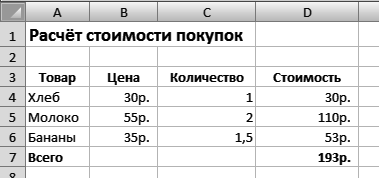 A B C D
1 Расчёт стоимости покупок
2
3 Товар Цена Количество Стоимость
4 Хлеб 30р. 1 30р.
5 Молоко 55р. 2 110р.
6 Бананы 35р. 1,5 53р.
7 Всего 193р.
8